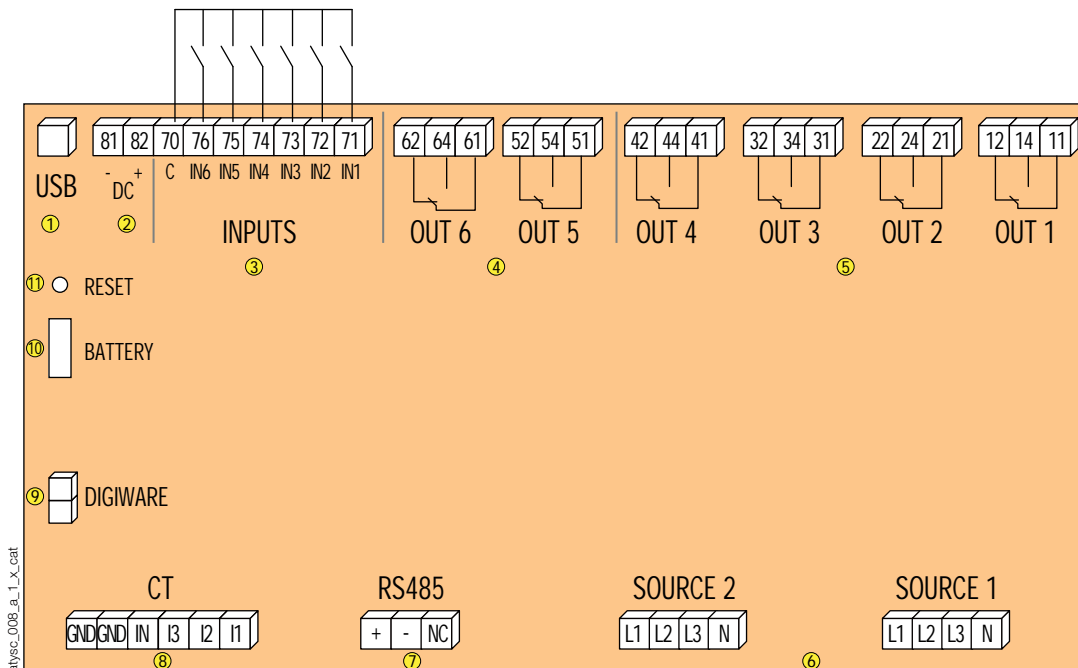 81 82 70 76 75 74 73 72 71 62 64 61 52 54 51 42 44 41 32 34 31 22 24 21 12 14 11
- DC + C IN6 IN5 IN4 IN3 IN2 IN1
USB
INPUTS OUT 6 OUT 5 OUT 4 OUT 3 OUT 2 OUT 1
1 2 3 4 5
11 RESET
10 BATTERY
9 DIGIWARE
CT RS485 SOURCE 2 SOURCE 1
GND GND IN I3 I2 I1 + - NC L1 L2 L3 N L1 L2 L3 N
8 7 6
atysc_008_a_1_x_cat